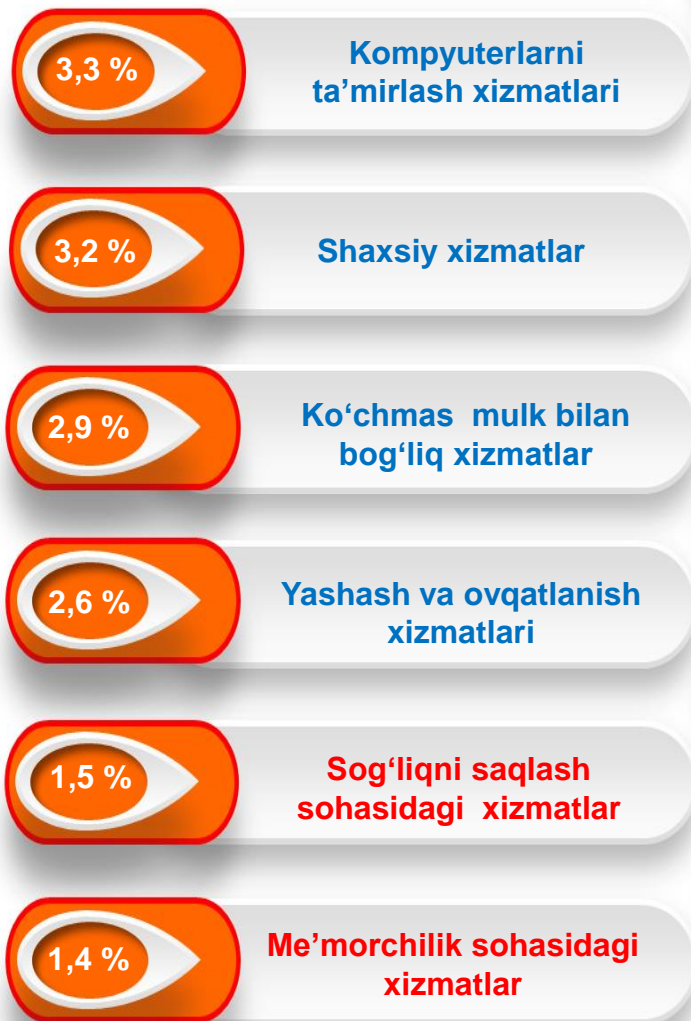 3,3 %
Kompyuterlarni
ta’mirlash xizmatlari
3,2 %
Shaxsiy xizmatlar
2,9 %
Ko‘chmas mulk bilan
bog‘liq xizmatlar
2,6 %
Yashash va ovqatlanish
xizmatlari
1,5 %
Sog‘liqni saqlash
sohasidagi xizmatlar
1,4 %
Me’morchilik sohasidagi
xizmatlar